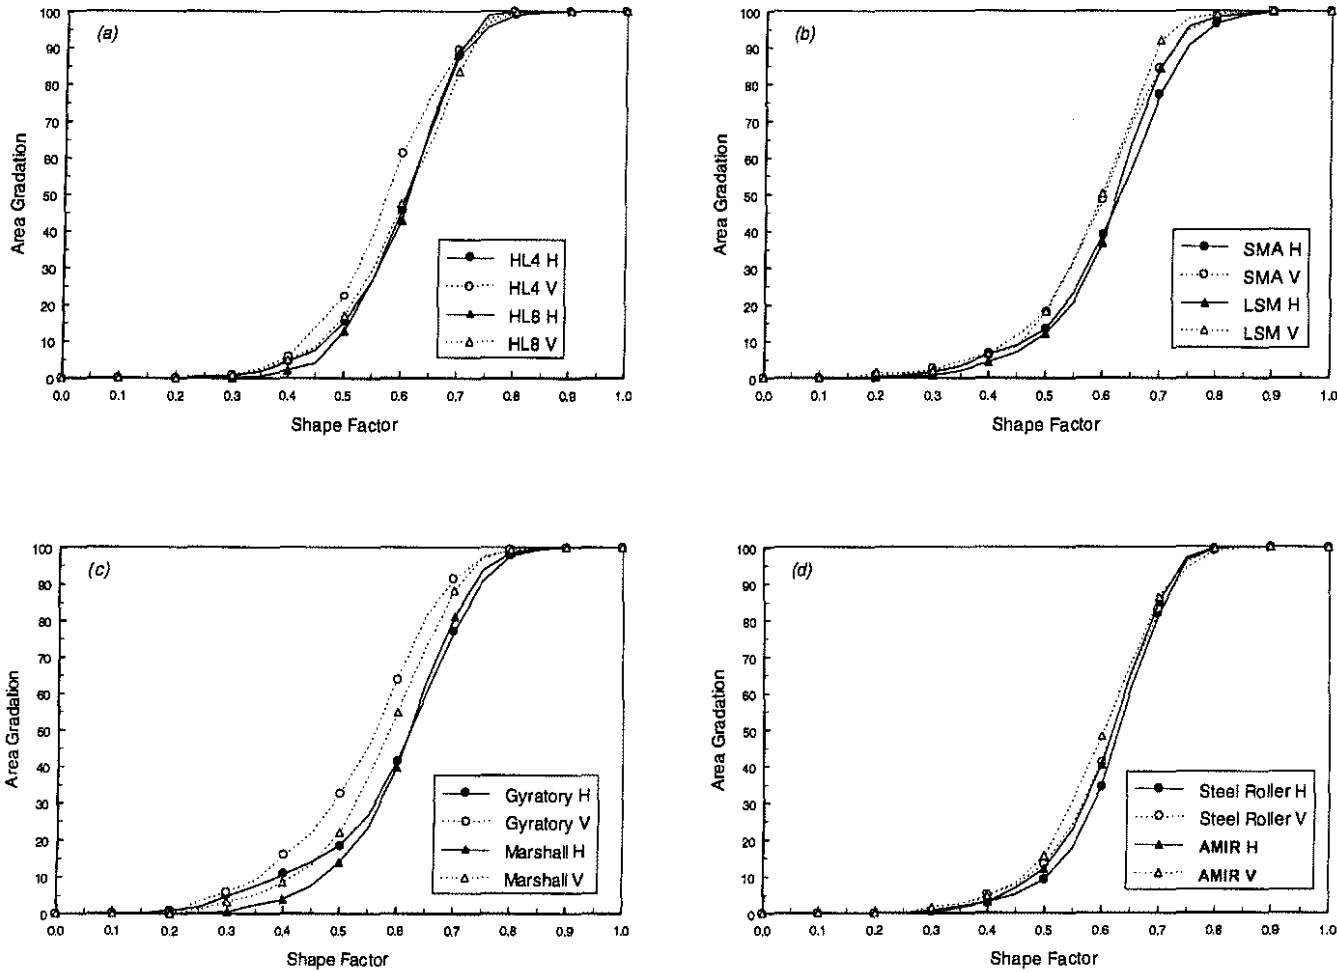 (a)
100
90
80
70
60
50
40
30
20
10
0
Area Gradation
0.0 0.1 0.2 0.3 0.4 0.5 0.6 0.7 0.8 0.9 1.0
Shape Factor
HL4 H
HL4 V
HL8 H
HL8 V
(b)
100
90
80
70
60
50
40
30
20
10
0
Area Gradation
0.0 0.1 0.2 0.3 0.4 0.5 0.6 0.7 0.8 0.9 1.0
Shape Factor
SMA H
SMA V
LSM H
LSM V
(c)
100
90
80
70
60
50
40
30
20
10
0
Area Gradation
0.0 0.1 0.2 0.3 0.4 0.5 0.6 0.7 0.8 0.9 1.0
Shape Factor
Gyratory H
Gyratory V
Marshall H
Marshall V
(d)
100
90
80
70
60
50
40
30
20
10
0
Area Gradation
0.0 0.1 0.2 0.3 0.4 0.5 0.6 0.7 0.8 0.9 1.0
Shape Factor
Steel Roller H
Steel Roller V
AMIR H
AMIR V